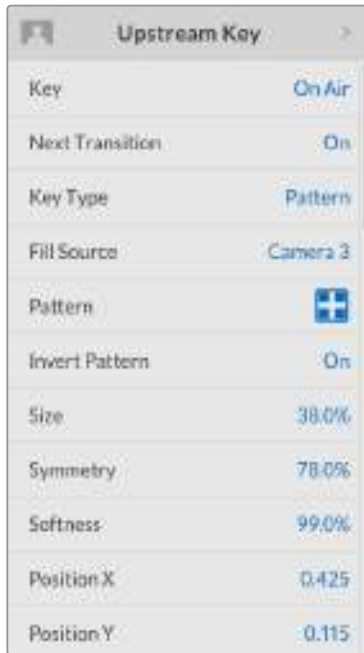 Upstream Key
Key On Air
Next Transition On
Key Type Pattern
Fill Source Camera 3
Pattern
Invert Pattern On
Size 38.0%
Symmetry 78.0%
Softness 99.0%
Position X 0.425
Position Y 0.115